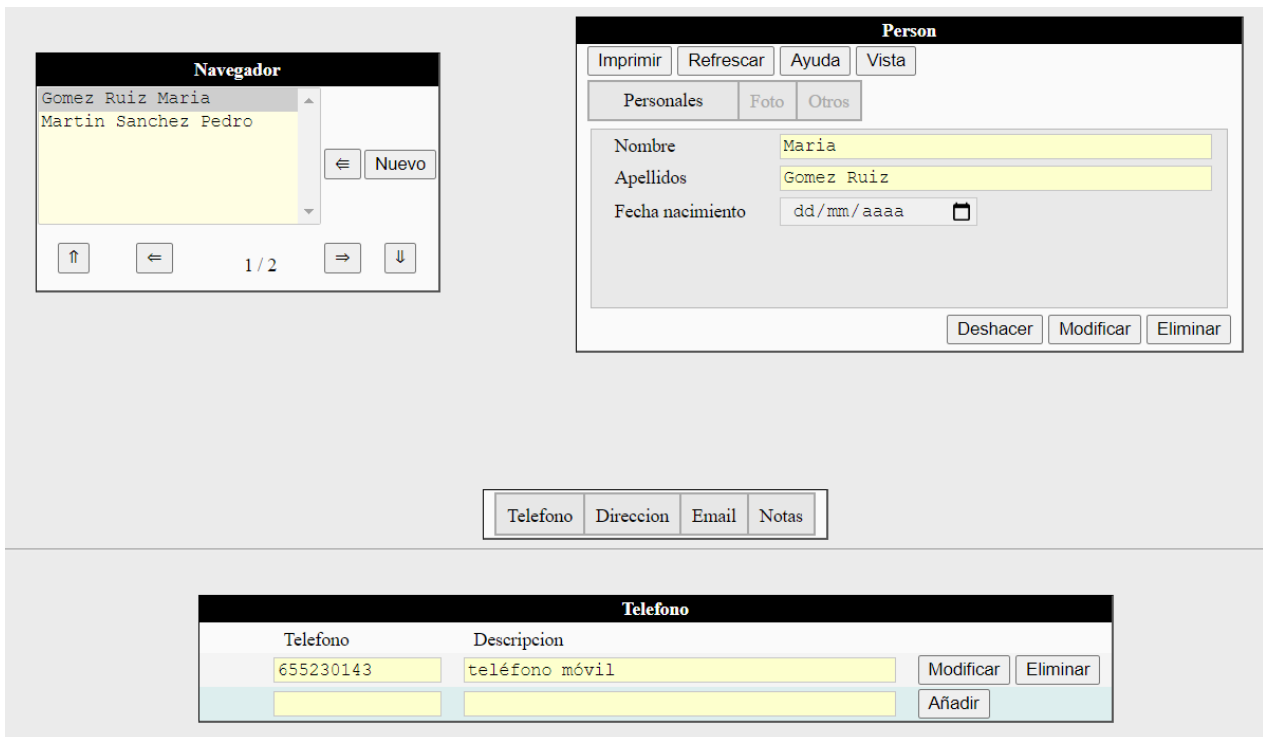 Navegador
Gomez Ruiz Maria
Martin Sanchez Pedro
⇚ Nuevo
⇑ ⇐ 1 / 2 ⇒ ⇓
Person
Imprimir Refrescar Ayuda Vista
Personales Foto Otros
Nombre Maria
Apellidos Gomez Ruiz
Fecha nacimiento dd/mm/aaaa
Deshacer Modificar Eliminar
Telefono Direccion Email Notas
Telefono
Telefono Descripcion
655230143 teléfono móvil Modificar Eliminar
Añadir